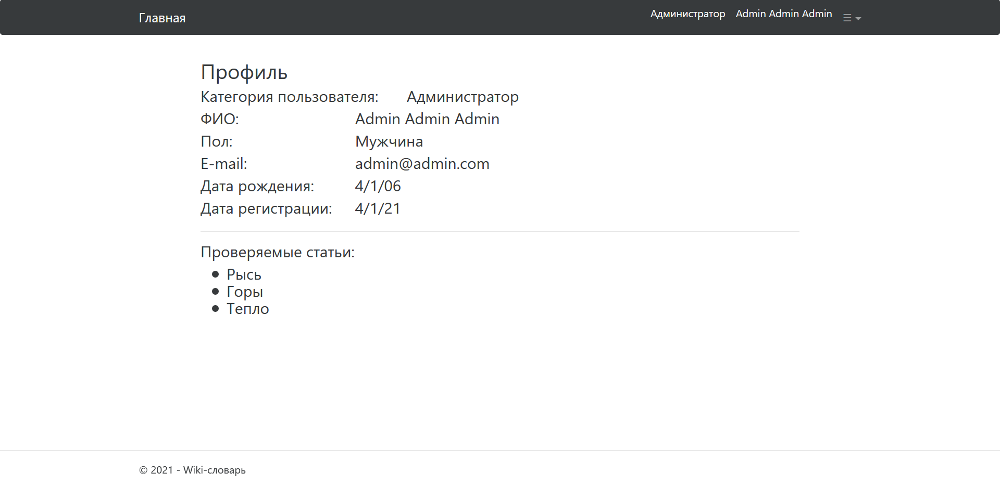 Главная Администратор Admin Admin Admin
Профиль
Категория пользователя: Администратор
ФИО: Admin Admin Admin
Пол: Мужчина
E-mail: admin@admin.com
Дата рождения: 4/1/06
Дата регистрации: 4/1/21
Проверяемые статьи:
Рысь
Горы
Тепло
© 2021 - Wiki-словарь